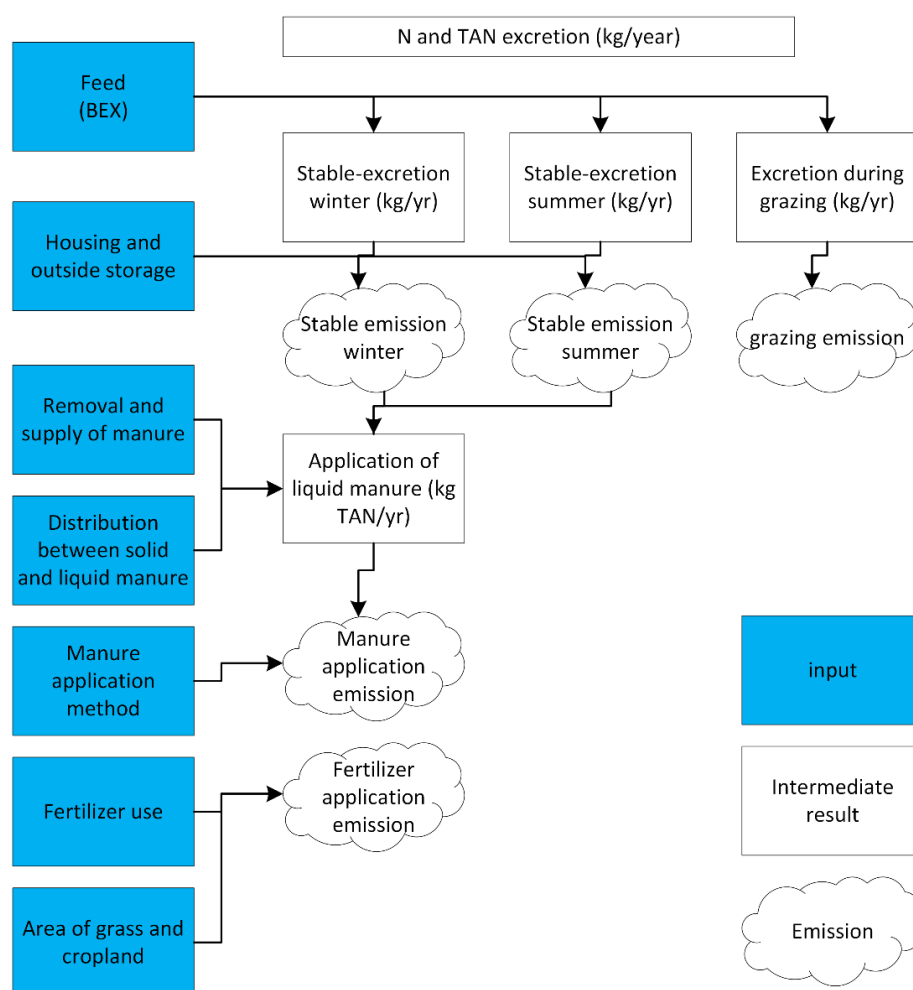 N and TAN excretion (kg/year)
Feed
(BEX)
Stable-excretion
winter (kg/yr)
Stable-excretion
summer (kg/yr)
Excretion during
grazing (kg/yr)
Housing and
outside storage
Stable emission
winter
Stable emission
summer
grazing emission
Removal and
supply of manure
Application of
liquid manure (kg
TAN/yr)
Distribution
between solid
and liquid manure
Manure
application
method
Manure
application
emission
input
Fertilizer use
Fertilizer
application
emission
Intermediate
result
Area of grass and
cropland
Emission